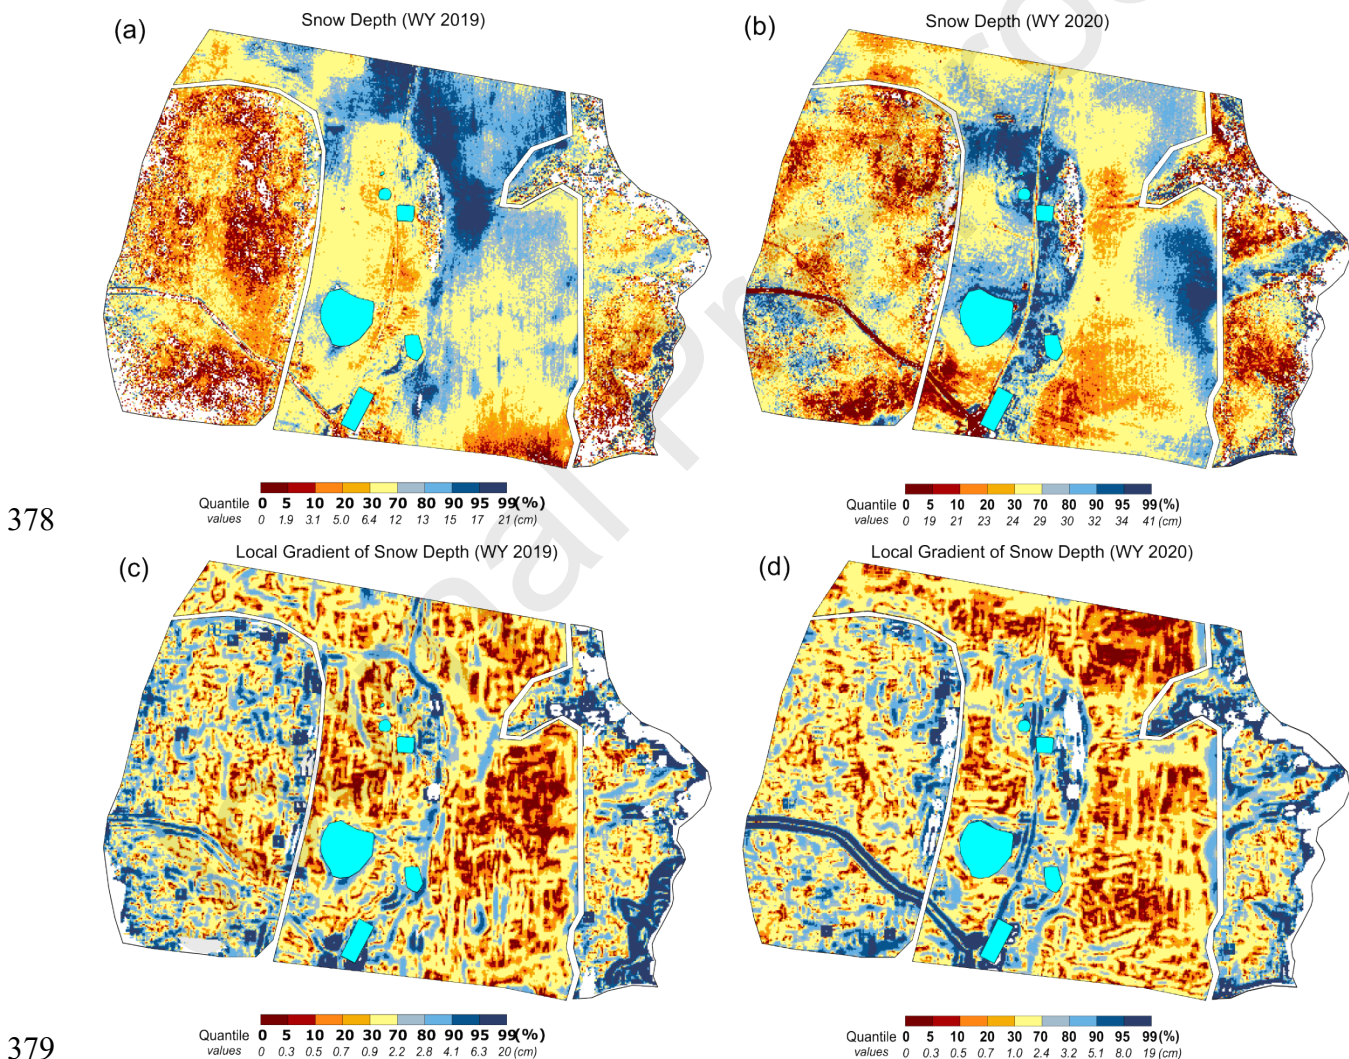 Snow Depth (WY 2019)
(a)
Quantile 0 5 10 20 30 70 80 90 95 99(%)
values 0 1.9 3.1 5.0 6.4 12 13 15 17 21 (cm)
Snow Depth (WY 2020)
(b)
Quantile 0 5 10 20 30 70 80 90 95 99(%)
values 0 19 21 23 24 29 30 32 34 41 (cm)
378
Local Gradient of Snow Depth (WY 2019)
(c)
Quantile 0 5 10 20 30 70 80 90 95 99(%)
values 0 0.3 0.5 0.7 0.9 2.2 2.8 4.1 6.3 20 (cm)
Local Gradient of Snow Depth (WY 2020)
(d)
Quantile 0 5 10 20 30 70 80 90 95 99(%)
values 0 0.3 0.5 0.7 1.0 2.4 3.2 5.1 8.0 19 (cm)
379